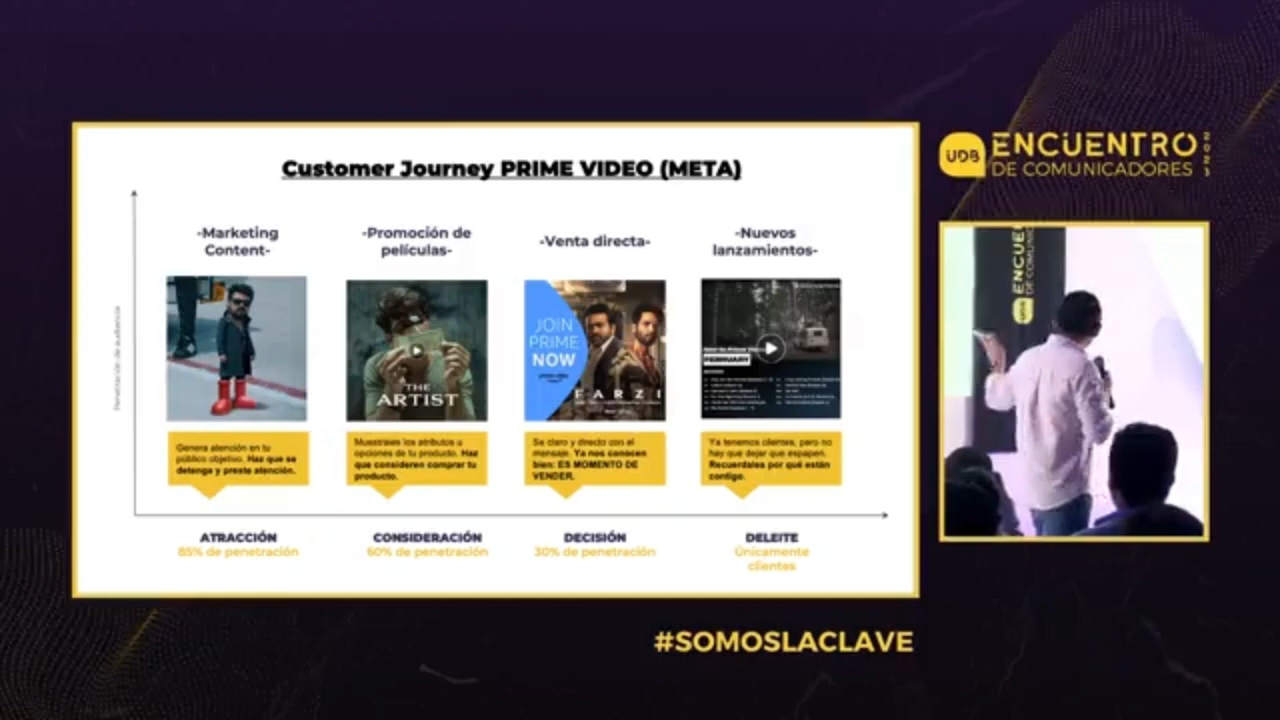 Customer Journey PRIME VIDEO (META)
-Marketing
Content-
-Promoción de
películas-
-Venta directa-
-Nuevos
lanzamientos-
Penetración de audiencia
JOIN
PRIME
NOW
FARZI
THE
ARTIST
FEBRUARY
Genera atención en tu
público objetivo. Haz que se
detenga y preste atención.
Muestrales los atributos u
opciones de tu producto. Haz
que consideren comprar tu
producto.
Se claro y directo con el
mensaje. Ya nos conocen
bien: ES MOMENTO DE
VENDER.
Ya tenemos clientes, pero no
hay que dejar que espapen.
Recuerdales por qué están
contigo.
ATRACCIÓN
85% de penetración
CONSIDERACIÓN
60% de penetración
DECISIÓN
30% de penetración
DELEITE
Únicamente
clientes
UDB
ENCUENTRO
DE COMUNICADORES
#SOMOSLACLAVE